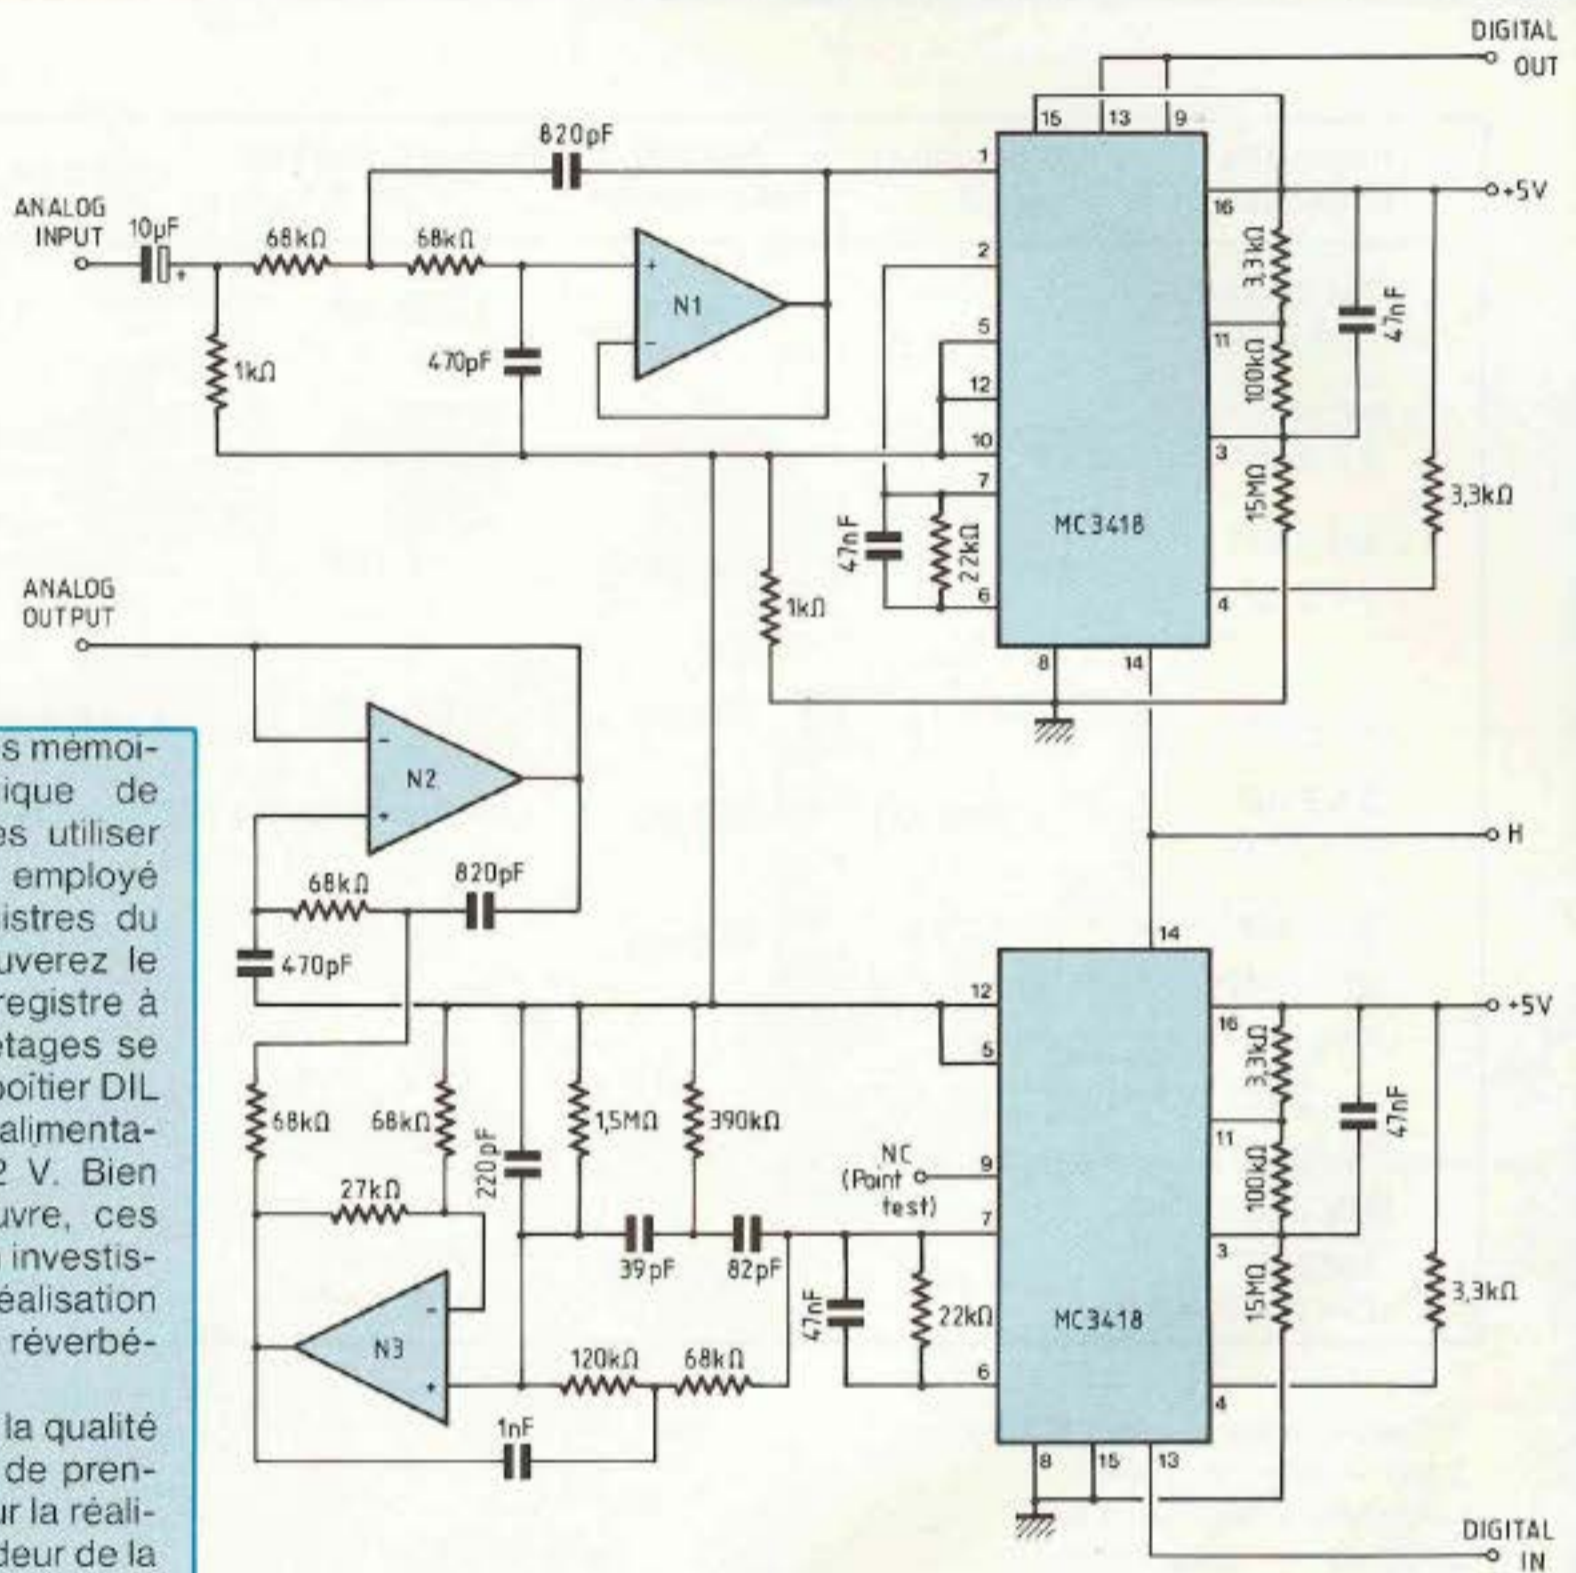 DIGITAL
OUT
15
13
9
820pF
1
ANALOG
INPUT
10µF
+
68kΩ
68kΩ
16
+5V
2
+
N1
-
3,3kΩ
47nF
5
11
470pF
1kΩ
12
100kΩ
10
3
7
15MΩ
3,3kΩ
MC3418
47nF
22kΩ
ANALOG
OUTPUT
1kΩ
6
4
8
14
-
N2
+
H
68kΩ
820pF
14
470pF
12
16
+5V
5
3,3kΩ
47nF
68kΩ
68kΩ
220pF
1,5MΩ
390kΩ
11
NC
(Point
test)
9
100kΩ
27kΩ
7
39pF
82pF
3
-
N3
+
47nF
22kΩ
MC3418
15MΩ
3,3kΩ
120kΩ
68kΩ
6
4
1nF
8
15
13
DIGITAL
IN
s mémoi-
ique de
es utiliser
employé
istres du
uverez le
registre à
étages se
boîtier DIL
alimenta-
2 V. Bien
uvre, ces
investis-
éalisation
réverbé-
la qualité
de pren-
ur la réali-
deur de la